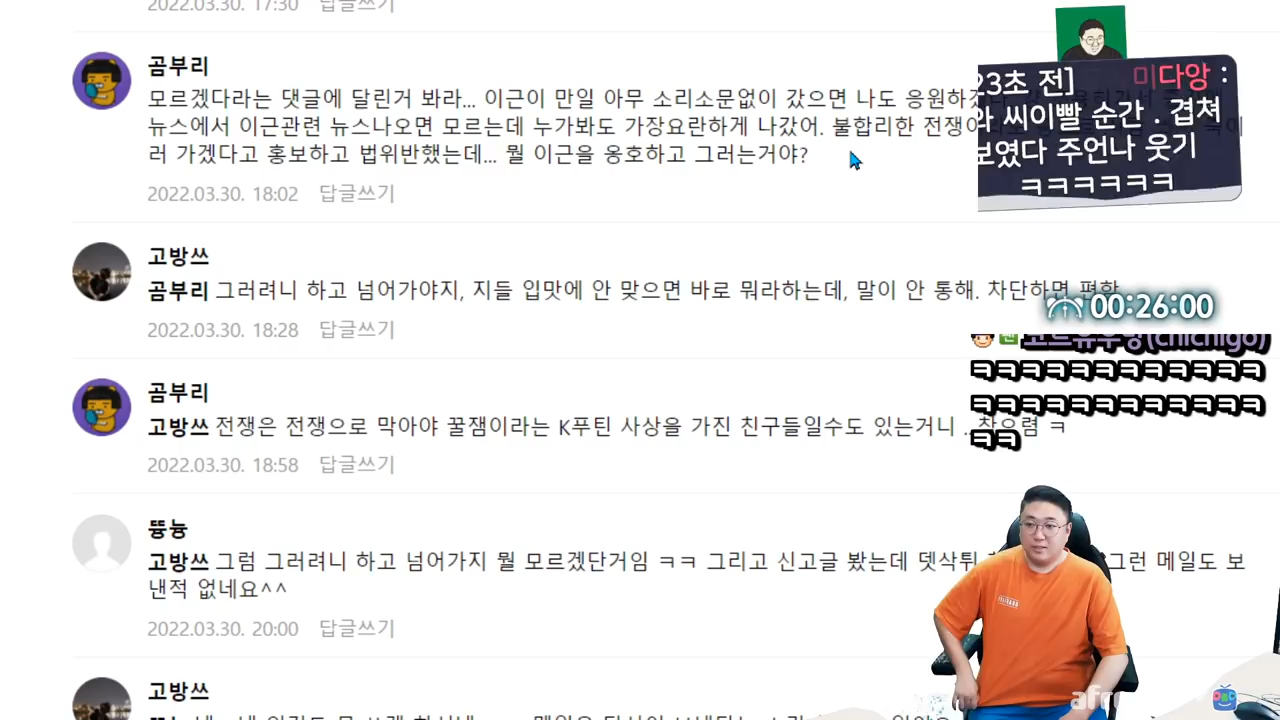 2022.03.30. 17:30 답글쓰기
곰부리
모르겠다라는 댓글에 달린거 봐라... 이근이 만일 아무 소리소문없이 갔으면 나도 응원하
뉴스에서 이근관련 뉴스나오면 모르는데 누가봐도 가장요란하게 나갔어. 불합리한 전쟁이
러 가겠다고 홍보하고 법위반했는데... 뭘 이근을 옹호하고 그러는거야?
2022.03.30. 18:02 답글쓰기
23초 전] 미다앙 :
와 씨이빨 순간 . 겹쳐
보였다 주언나 웃기
ㅋㅋㅋㅋㅋㅋ
고방쓰
곰부리 그러려니 하고 넘어가야지, 지들 입맛에 안 맞으면 바로 뭐라하는데, 말이 안 통해. 차단하면 편함
2022.03.30. 18:28 답글쓰기
00:26:00
(chichigo)
ㅋㅋㅋㅋㅋㅋㅋㅋㅋㅋㅋㅋ
ㅋㅋㅋㅋㅋㅋㅋㅋㅋㅋㅋㅋ
ㅋㅋ
곰부리
고방쓰 전쟁은 전쟁으로 막아야 꿀잼이라는 K푸틴 사상을 가진 친구들일수도 있는거니 .. 참으렴 ㅋ
2022.03.30. 18:58 답글쓰기
뜡늉
고방쓰 그럼 그러려니 하고 넘어가지 뭘 모르겠단거임 ㅋㅋ 그리고 신고글 봤는데 뎃삭튀 그런 메일도 보
낸적 없네요^^
2022.03.30. 20:00 답글쓰기
고방쓰